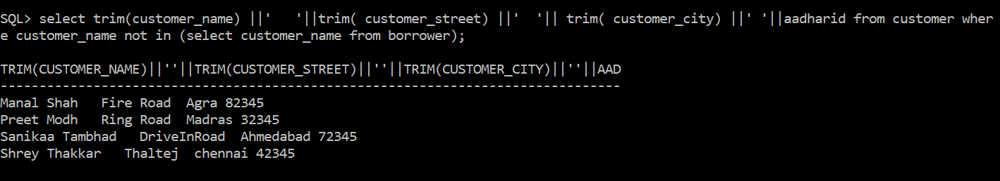 SQL> select trim(customer_name) ||'   '||trim( customer_street) ||'  '|| trim( customer_city) ||' '||aadharid from customer wher
e customer_name not in (select customer_name from borrower);
TRIM(CUSTOMER_NAME)||''||TRIM(CUSTOMER_STREET)||''||TRIM(CUSTOMER_CITY)||''||AAD
--------------------------------------------------------------------------------
Manal Shah   Fire Road  Agra 82345
Preet Modh   Ring Road  Madras 32345
Sanikaa Tambhad   DriveInRoad  Ahmedabad 72345
Shrey Thakkar   Thaltej  chennai 42345